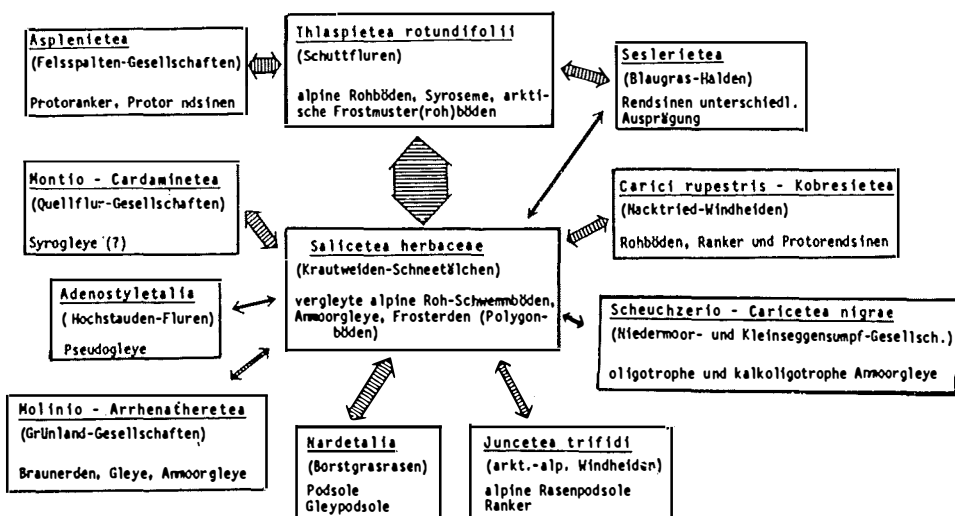 Asplenietea
(Felsspalten-Gesellschaften)
Protoranker, Protor ndsinen
Thlaspietea rotundifolii
(Schuttfluren)
alpine Rohböden, Syroseme, arkti-
sche Frostmuster(roh)böden
Seslerietea
(Blaugras-Halden)
Rendsinen unterschiedl.
Ausprägung
Montio - Cardaminetea
(Quellflur-Gesellschaften)
Syrogleye (?)
Carici rupestris - Kobresietea
(Nacktried-Windheiden)
Rohböden, Ranker und Protorendsinen
Salicetea herbaceae
(Krautweiden-Schneetälchen)
vergleyte alpine Roh-Schwemmböden,
Anmoorgleye, Frosterden (Polygon-
böden)
Adenostyletalia
(Hochstauden-Fluren)
Pseudogleye
Scheuchzerio - Caricetea nigrae
(Niedermoor- und Kleinseggensumpf-Gesellsch.)
oligotrophe und kalkoligotrophe Anmoorgleye
Molinio - Arrhenatheretea
(Grünland-Gesellschaften)
Braunerden, Gleye, Anmoorgleye
Nardetalia
(Borstgrasrasen)
Podsole
Gleypodsole
Juncetea trifidi
(arkt.-alp. Windheiden)
alpine Rasenpodsole
Ranker